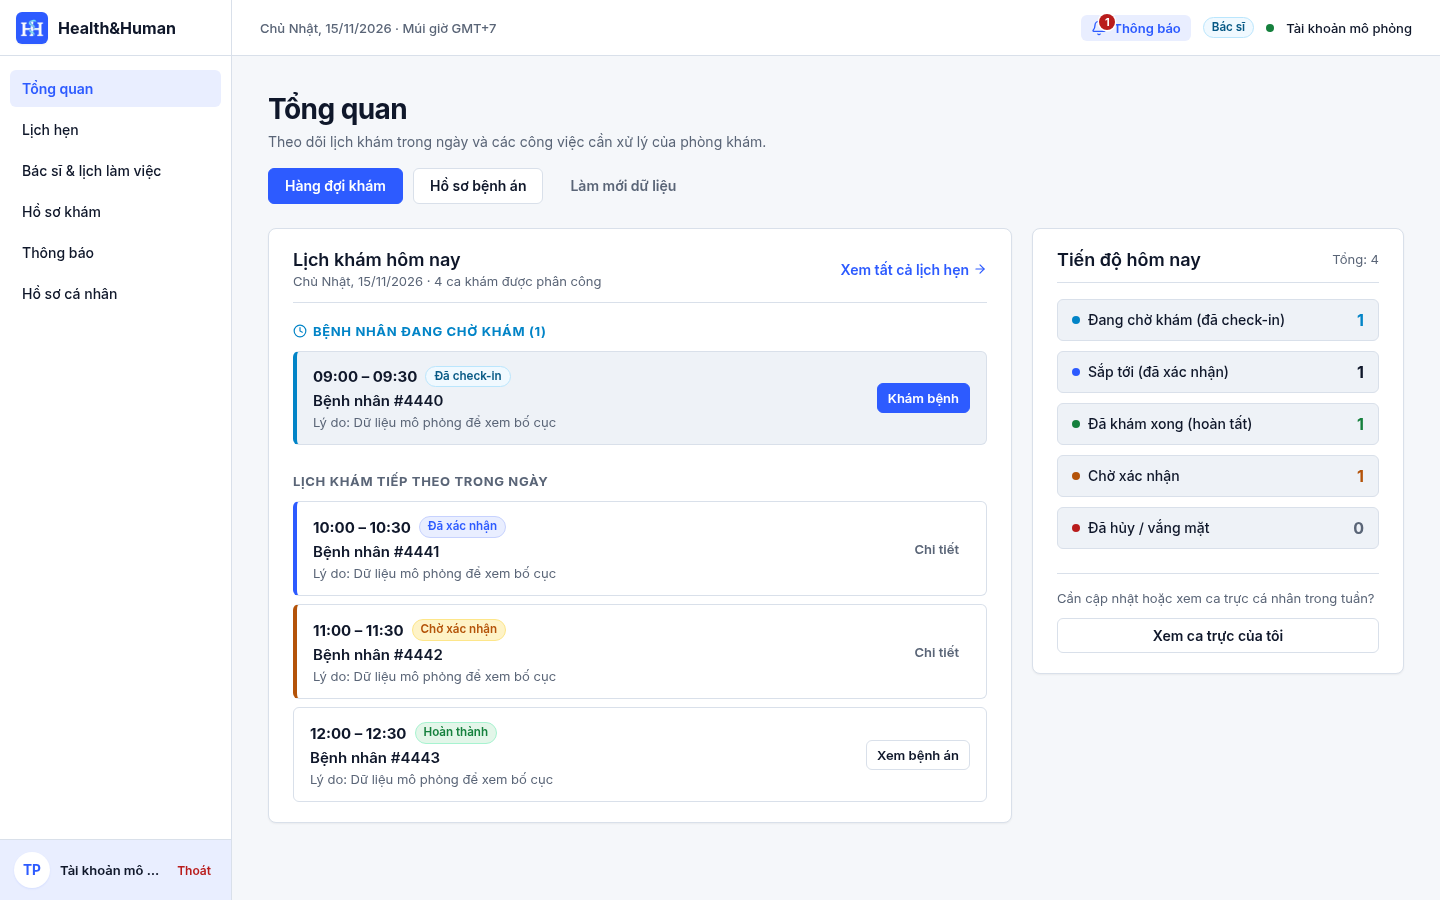 Health&Human
Chủ Nhật, 15/11/2026 · Múi giờ GMT+7
1
Thông báo
Bác sĩ
Tài khoản mô phỏng
Tổng quan
Lịch hẹn
Bác sĩ & lịch làm việc
Hồ sơ khám
Thông báo
Hồ sơ cá nhân
TP
Tài khoản mô ...
Thoát
Tổng quan
Theo dõi lịch khám trong ngày và các công việc cần xử lý của phòng khám.
Hàng đợi khám
Hồ sơ bệnh án
Làm mới dữ liệu
Lịch khám hôm nay
Chủ Nhật, 15/11/2026 · 4 ca khám được phân công
Xem tất cả lịch hẹn →
BỆNH NHÂN ĐANG CHỜ KHÁM (1)
09:00 – 09:30 Đã check-in
Bệnh nhân #4440
Lý do: Dữ liệu mô phỏng để xem bố cục
Khám bệnh
LỊCH KHÁM TIẾP THEO TRONG NGÀY
10:00 – 10:30 Đã xác nhận
Bệnh nhân #4441
Lý do: Dữ liệu mô phỏng để xem bố cục
Chi tiết
11:00 – 11:30 Chờ xác nhận
Bệnh nhân #4442
Lý do: Dữ liệu mô phỏng để xem bố cục
Chi tiết
12:00 – 12:30 Hoàn thành
Bệnh nhân #4443
Lý do: Dữ liệu mô phỏng để xem bố cục
Xem bệnh án
Tiến độ hôm nay
Tổng: 4
Đang chờ khám (đã check-in) 1
Sắp tới (đã xác nhận) 1
Đã khám xong (hoàn tất) 1
Chờ xác nhận 1
Đã hủy / vắng mặt 0
Cần cập nhật hoặc xem ca trực cá nhân trong tuần?
Xem ca trực của tôi